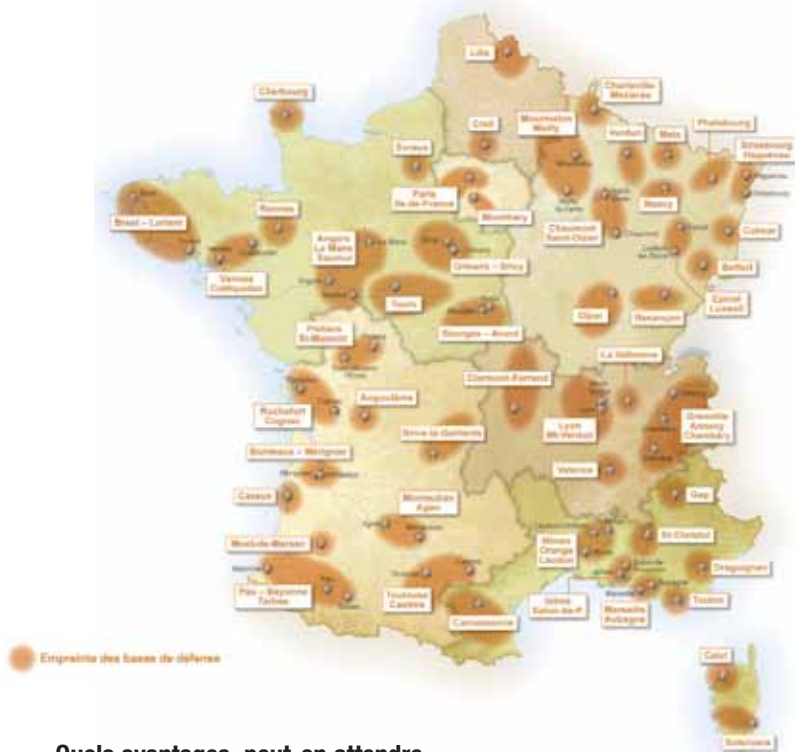 Lille
Cherbourg
Charleville-
Mézières
Creil
Mourmelon
Mailly
Verdun
Metz
Phalsbourg
Strasbourg
Haguenau
Evreux
Paris
Ile-de-France
Montlhéry
Nancy
Brest – Lorient
Rennes
Angers
Le Mans
Saumur
Chaumont
Saint-Dizier
Colmar
Vannes
Coëtquidan
Orléans – Bricy
Belfort
Tours
Epinal
Luxeuil
Dijon
Besançon
Bourges – Avord
Poitiers
St-Maixent
La Valbonne
Clermont-Ferrand
Rochefort
Cognac
Angoulême
Lyon
Mt-Verdun
Grenoble
Annecy
Chambéry
Brive-la-Gaillarde
Bordeaux – Mérignac
Valence
Cazaux
Montauban
Agen
Gap
Mont-de-Marsan
Nîmes
Orange
Laudun
St-Christol
Draguignan
Pau – Bayonne
Tarbes
Toulouse
Castres
Istres
Salon-de-P.
Marseille
Aubagne
Toulon
Carcassonne
Empreinte des bases de défense
Calvi
Solenzara
Quels avantages peut-on attendre